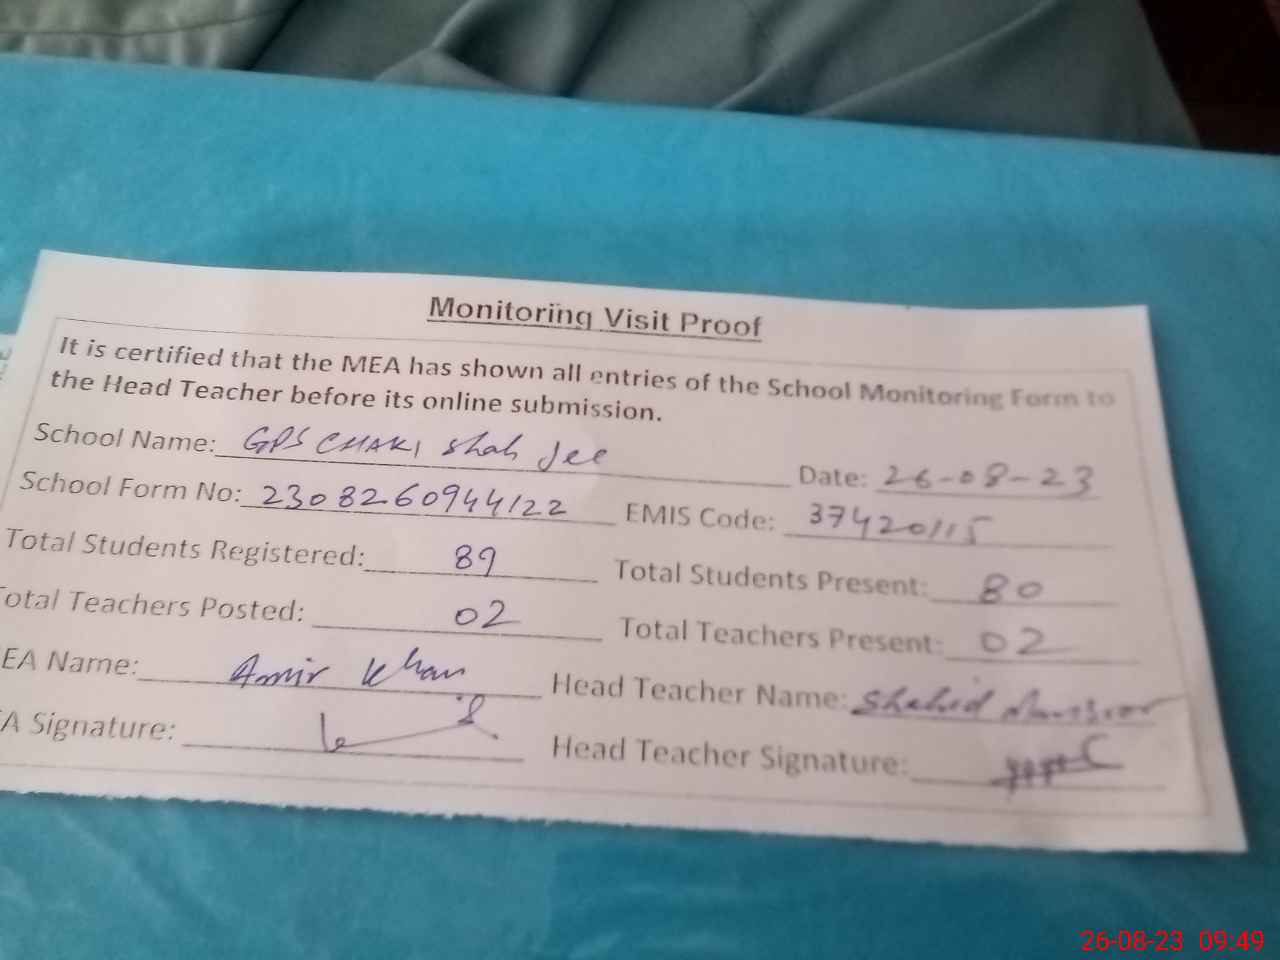 Monitoring Visit Proof
It is certified that the MEA has shown all entries of the School Monitoring Form to
the Head Teacher before its online submission.
School Name: GPS CHAKI Shah Jee
Date: 26-08-23
School Form No: 2308260944122
EMIS Code: 37420115
Total Students Registered: 89
Total Students Present: 80
otal Teachers Posted: 02
Total Teachers Present: 02
EA Name: Amir Khan
Head Teacher Name: Shahid
A Signature:
Head Teacher Signature:
26-08-23 09:49